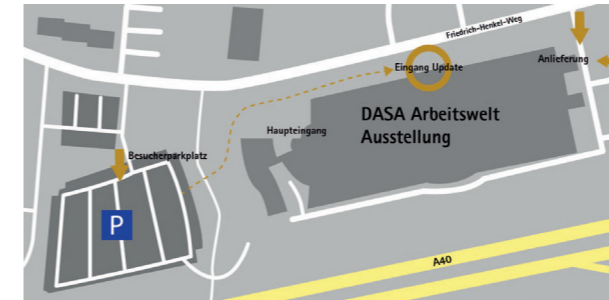 Friedrich-Henkel-Weg
Eingang Update
Anlieferung
DASA Arbeitswelt
Ausstellung
Haupteingang
Besucherparkplatz
P
A40